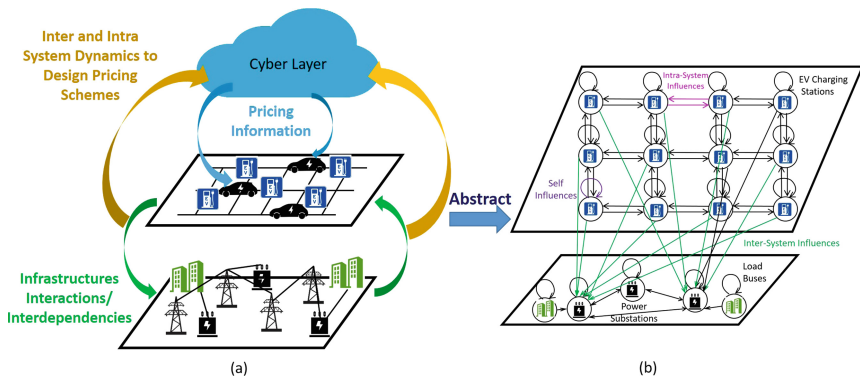 Inter and Intra
System Dynamics to
Design Pricing
Schemes
Cyber Layer
Pricing
Information
Infrastructures
Interactions/
Interdependencies
(a)
Abstract
Intra-System
Influences
EV Charging
Stations
Self
Influences
Inter-System Influences
Load
Buses
Power
Substations
(b)